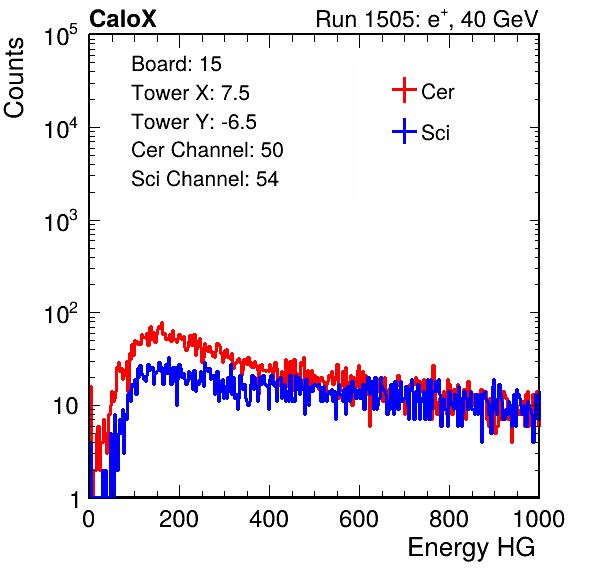 CaloX Run 1505: e⁺, 40 GeV
Counts
10⁵
10⁴
10³
10²
10
1
Board: 15
Tower X: 7.5
Tower Y: -6.5
Cer Channel: 50
Sci Channel: 54
Cer
Sci
0 200 400 600 800 1000
Energy HG